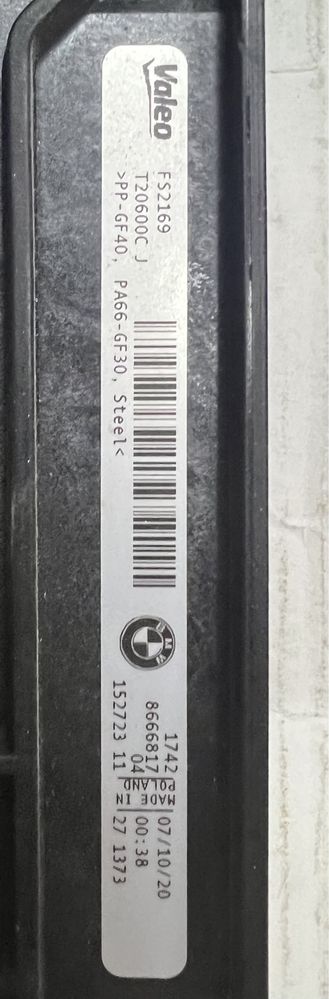 Valeo
FS2169
T20600C J
>PP-GF40, PA66-GF30, Steel<
BMW
1742
8666817
04
152723 11
MADE IN
POLAND
07/10/20
00:38
27 1373